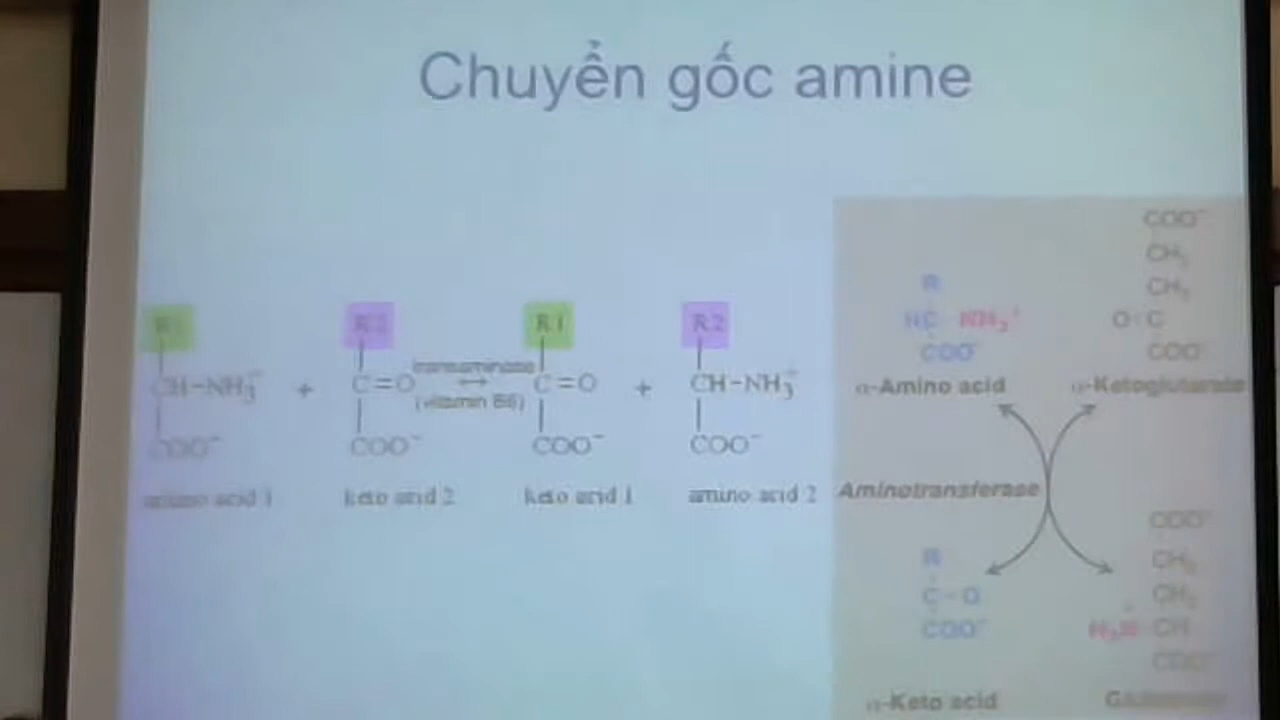 Chuyển gốc amine
R1 R2 R1 R2
CH-NH3+ + C=O transaminase ↔ (vitamin B6) C=O + CH-NH3+
COO- COO- COO- COO-
amino acid 1 keto acid 2 keto acid 1 amino acid 2
R
HC NH3+
COO-
α-Amino acid
COO-
CH2
CH2
O C
COO-
α-Ketoglutarate
Aminotransferase
R
C O
COO-
α-Keto acid
COO-
CH2
CH2
H3N+ CH
COO-